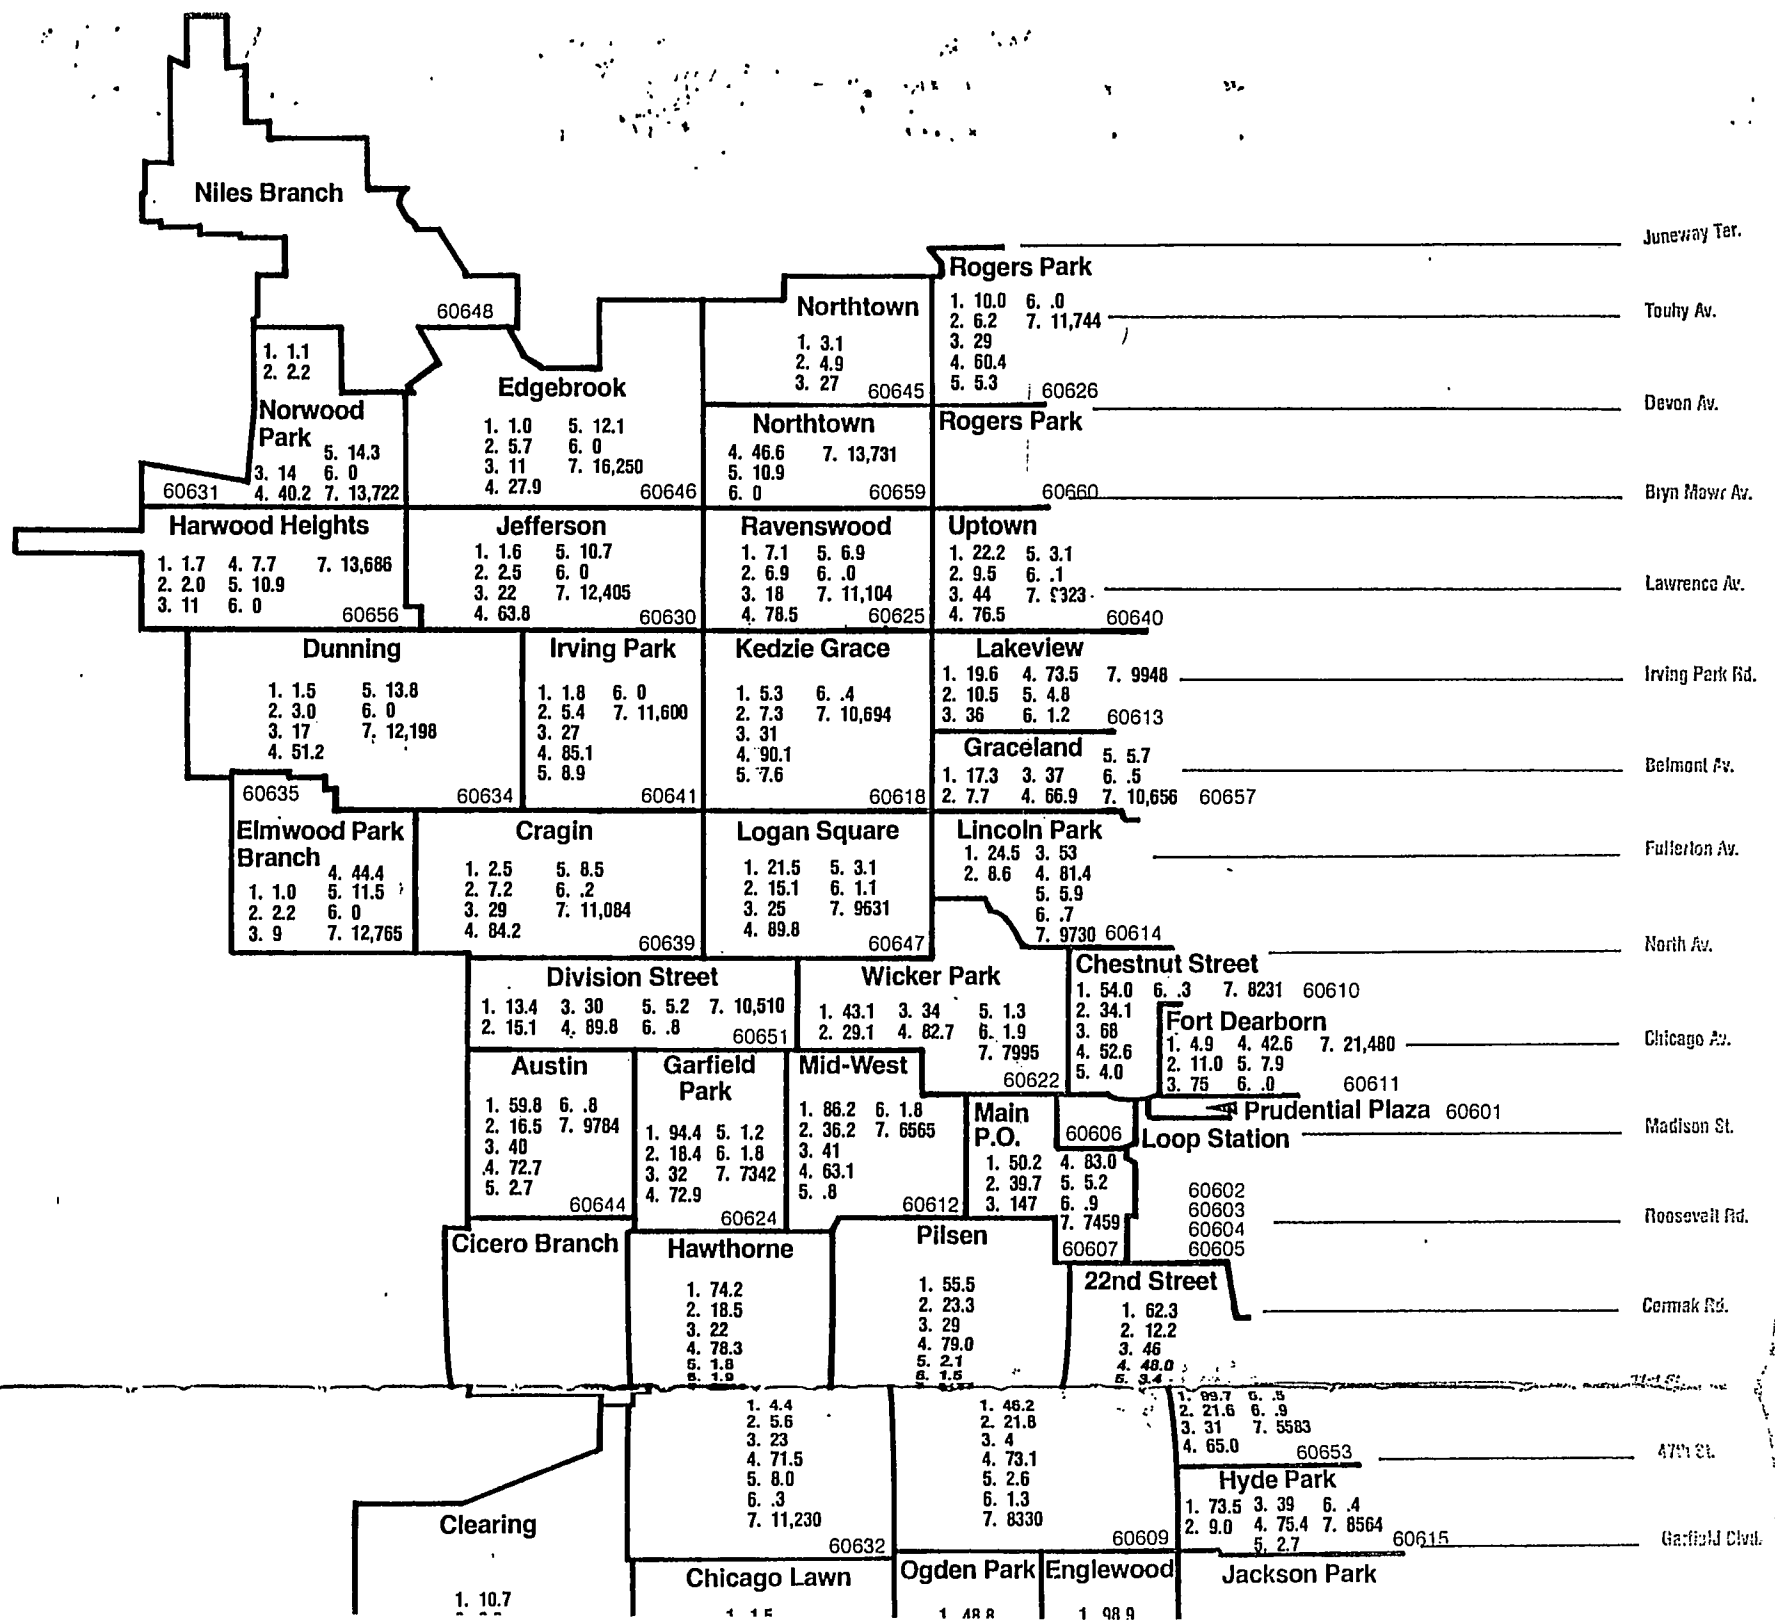 Niles Branch
60648
Juneway Ter.
Rogers Park
1. 10.0 6. .0
2. 6.2 7. 11,744
3. 29
4. 60.4
5. 5.3
60626
Touhy Av.
Northtown
1. 3.1
2. 4.9
3. 27
60645
1. 1.1
2. 2.2
Norwood
Park
5. 14.3
3. 14 6. 0
4. 40.2 7. 13,722
60631
Edgebrook
1. 1.0 5. 12.1
2. 5.7 6. 0
3. 11 7. 16,250
4. 27.9
60646
Devon Av.
Northtown
4. 46.6 7. 13,731
5. 10.9
6. 0
60659
Rogers Park
60660
Bryn Mawr Av.
Harwood Heights
1. 1.7 4. 7.7 7. 13,686
2. 2.0 5. 10.9
3. 11 6. 0
60656
Jefferson
1. 1.6 5. 10.7
2. 2.5 6. 0
3. 22 7. 12,405
4. 63.8
60630
Ravenswood
1. 7.1 5. 6.9
2. 6.9 6. .0
3. 18 7. 11,104
4. 78.5
60625
Uptown
1. 22.2 5. 3.1
2. 9.5 6. .1
3. 44 7.
4. 76.5
60640
Lawrence Av.
Dunning
1. 1.5 5. 13.8
2. 3.0 6. 0
3. 17 7. 12,198
4. 51.2
60634
Irving Park
1. 1.8 6. 0
2. 5.4 7. 11,600
3. 27
4. 85.1
5. 8.9
60641
Kedzie Grace
1. 5.3 6. .4
2. 7.3 7. 10,694
3. 31
4. 90.1
5. 7.6
60618
Lakeview
1. 19.6 4. 73.5 7. 9948
2. 10.5 5. 4.8
3. 36 6. 1.2
60613
Irving Park Rd.
Graceland
5. 5.7
1. 17.3 3. 37 6. .5
2. 7.7 4. 66.9 7. 10,656 60657
Belmont Av.
60635
Elmwood Park
Branch
4. 44.4
1. 1.0 5. 11.5
2. 2.2 6. 0
3. 9 7. 12,765
Cragin
1. 2.5 5. 8.5
2. 7.2 6. .2
3. 29 7. 11,084
4. 84.2
60639
Logan Square
1. 21.5 5. 3.1
2. 15.1 6. 1.1
3. 25 7. 9631
4. 89.8
60647
Lincoln Park
1. 24.5 3. 53
2. 8.6 4. 81.4
5. 5.9
6. .7
7. 9730 60614
Fullerton Av.
North Av.
Division Street
1. 13.4 3. 30 5. 5.2 7. 10,510
2. 15.1 4. 89.8 6. .8
60651
Wicker Park
1. 43.1 3. 34 5. 1.3
2. 29.1 4. 82.7 6. 1.9
7. 7995
60622
Chestnut Street
1. 54.0 6. .3 7. 8231 60610
2. 34.1
3. 68
4. 52.6
5. 4.0
Fort Dearborn
1. 4.9 4. 42.6 7. 21,480
2. 11.0 5. 7.9
3. 75 6. .0
60611
Chicago Av.
Austin
1. 59.8 6. .8
2. 16.5 7. 9784
3. 40
4. 72.7
5. 2.7
60644
Garfield
Park
1. 94.4 5. 1.2
2. 18.4 6. 1.8
3. 32 7. 7342
4. 72.9
60624
Mid-West
1. 86.2 6. 1.8
2. 36.2 7. 6565
3. 41
4. 63.1
5. .8
60612
Main
P.O.
60606
1. 50.2 4. 83.0
2. 39.7 5. 5.2
3. 147 6. .9
7. 7459
60607
Prudential Plaza 60601
Loop Station
Madison St.
60602
60603
60604
60605
Roosevelt Rd.
Cicero Branch
Hawthorne
1. 74.2
2. 18.5
3. 22
4. 78.3
5. 1.8
6. 1.9
Pilsen
1. 55.5
2. 23.3
3. 29
4. 79.0
5. 2.1
6. 1.5
22nd Street
1. 62.3
2. 12.2
3. 46
4. 48.0
5. 3.4
Cermak Rd.
1. 4.4
2. 5.6
3. 23
4. 71.5
5. 8.0
6. .3
7. 11,230
60632
1. 46.2
2. 21.8
3. 4
4. 73.1
5. 2.6
6. 1.3
7. 8330
60609
1. 99.7 6. .5
2. 21.6 6. .9
3. 31 7. 5583
4. 65.0
60653
47th St.
Hyde Park
1. 73.5 3. 39 6. .4
2. 9.0 4. 75.4 7. 8564
5. 2.7
60615
Garfield Blvd.
Clearing
1. 10.7
Chicago Lawn
1. 1.5
Ogden Park
1. 48.8
Englewood
1. 98.9
Jackson Park